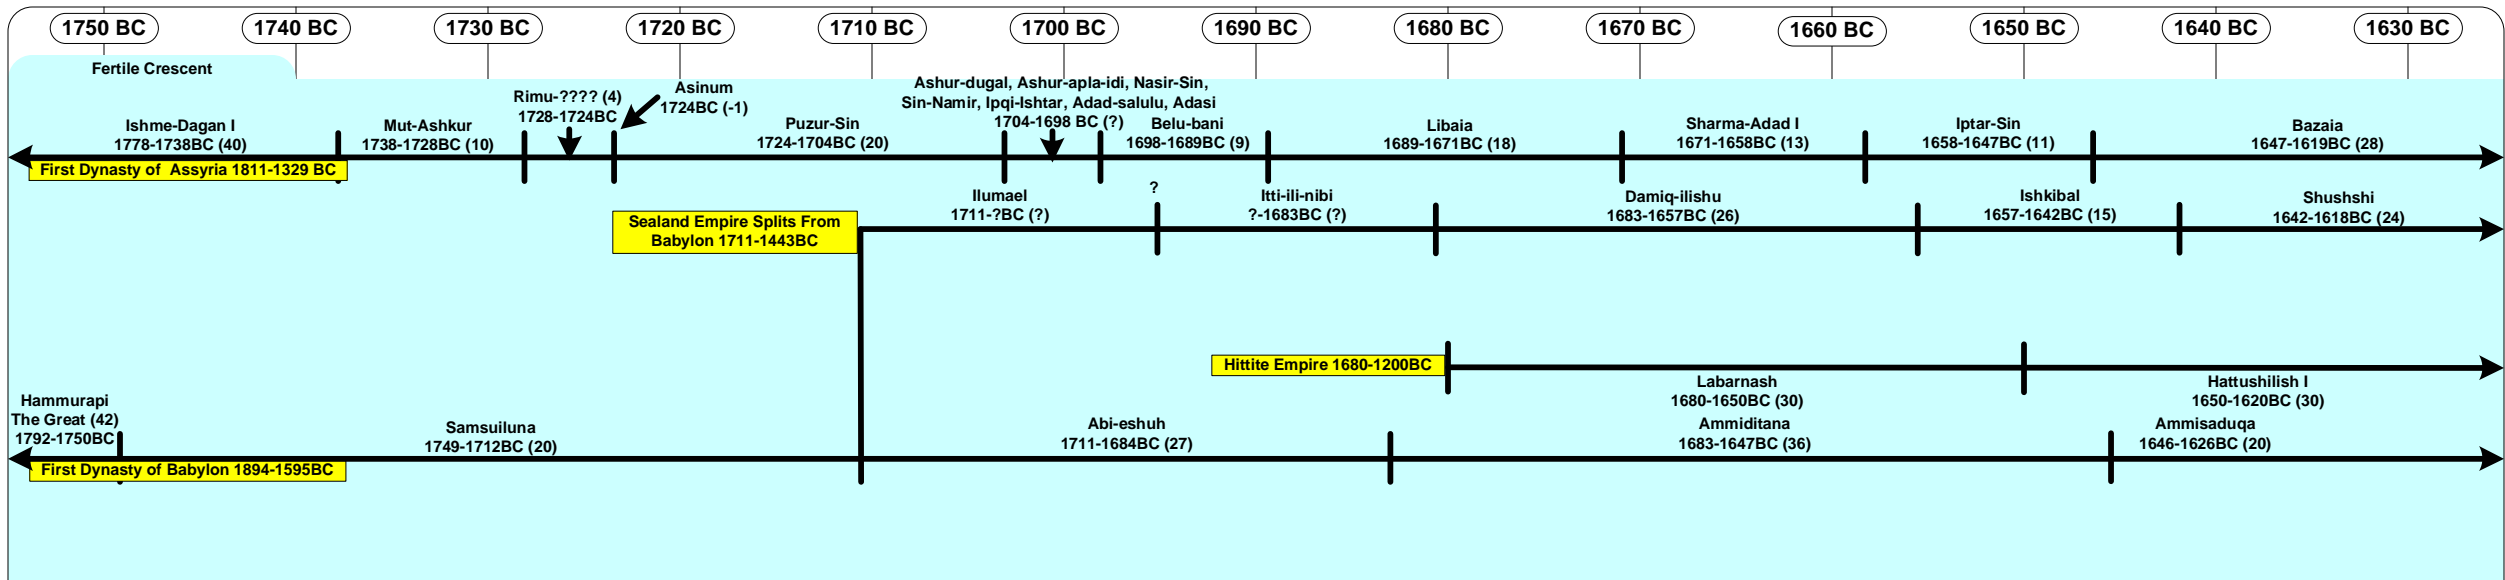 1750 BC
1740 BC
1730 BC
1720 BC
1710 BC
1700 BC
1690 BC
1680 BC
1670 BC
1660 BC
1650 BC
1640 BC
1630 BC
Fertile Crescent
Ishme-Dagan I
1778-1738BC (40)
Mut-Ashkur
1738-1728BC (10)
Rimu-???? (4)
1728-1724BC
Asinum
1724BC (-1)
Puzur-Sin
1724-1704BC (20)
Ashur-dugal, Ashur-apla-idi, Nasir-Sin,
Sin-Namir, Ipqi-Ishtar, Adad-salulu, Adasi
1704-1698 BC (?)
Belu-bani
1698-1689BC (9)
Libaia
1689-1671BC (18)
Sharma-Adad I
1671-1658BC (13)
Iptar-Sin
1658-1647BC (11)
Bazaia
1647-1619BC (28)
First Dynasty of Assyria 1811-1329 BC
Sealand Empire Splits From
Babylon 1711-1443BC
Ilumael
1711-?BC (?)
?
Itti-ili-nibi
?-1683BC (?)
Damiq-ilishu
1683-1657BC (26)
Ishkibal
1657-1642BC (15)
Shushshi
1642-1618BC (24)
Hittite Empire 1680-1200BC
Labarnash
1680-1650BC (30)
Hattushilish I
1650-1620BC (30)
Hammurapi
The Great (42)
1792-1750BC
Samsuiluna
1749-1712BC (20)
Abi-eshuh
1711-1684BC (27)
Ammiditana
1683-1647BC (36)
Ammisaduqa
1646-1626BC (20)
First Dynasty of Babylon 1894-1595BC